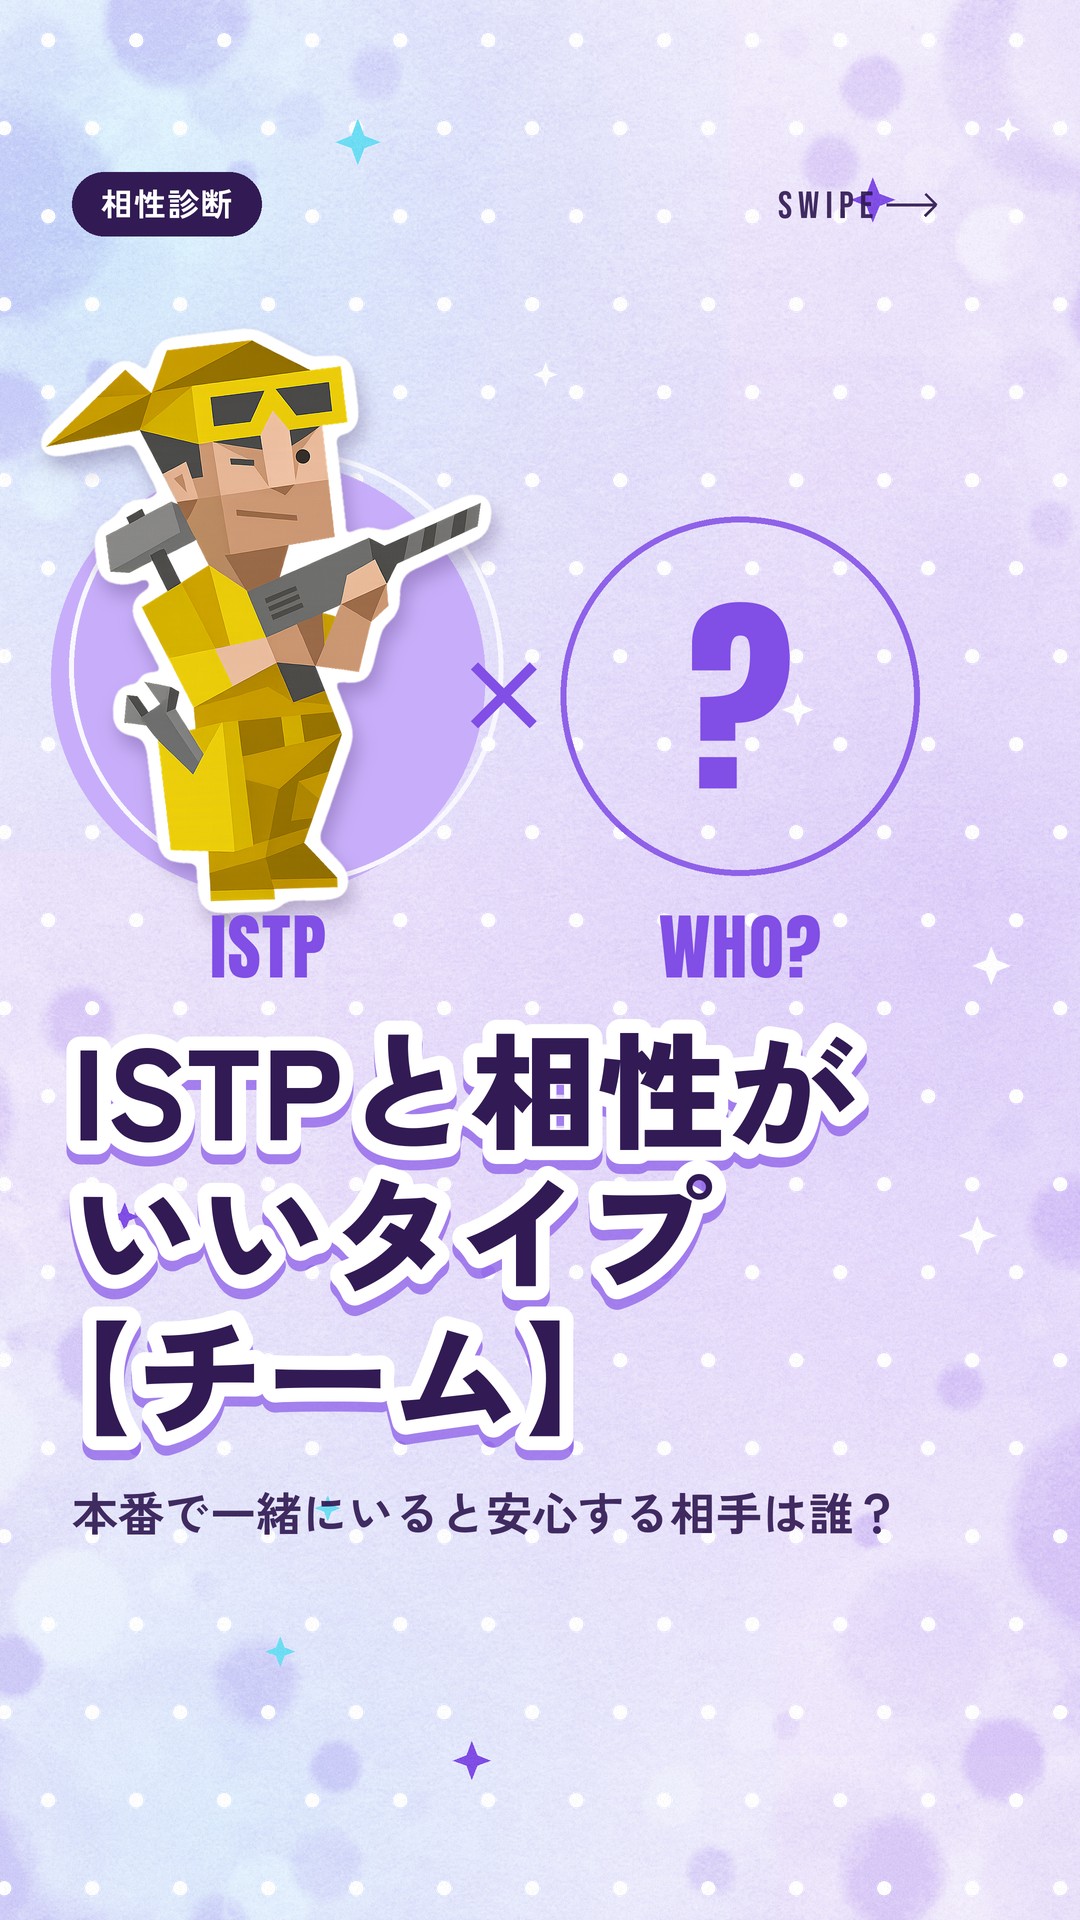 相性診断
SWIPE →
×
?
ISTP
WHO?
ISTPと相性が
いいタイプ
【チーム】
本番で一緒にいると安心する相手は誰？